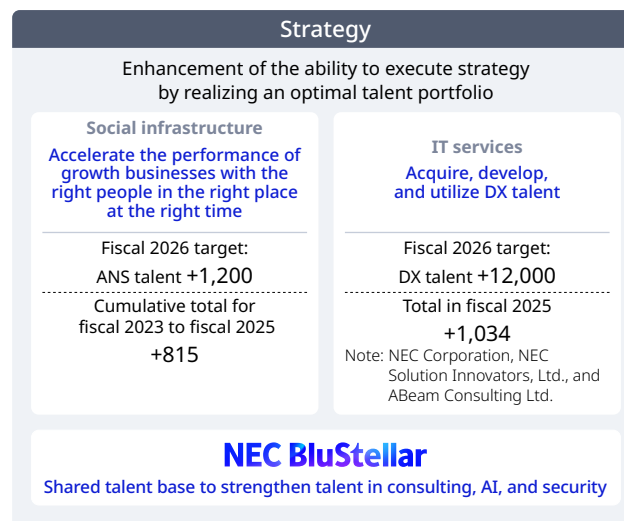 Strategy
Enhancement of the ability to execute strategy
by realizing an optimal talent portfolio
Social infrastructure
Accelerate the performance of
growth businesses with the
right people in the right place
at the right time
Fiscal 2026 target:
ANS talent +1,200
Cumulative total for
fiscal 2023 to fiscal 2025
+815
IT services
Acquire, develop,
and utilize DX talent
Fiscal 2026 target:
DX talent +12,000
Total in fiscal 2025
+1,034
Note: NEC Corporation, NEC
Solution Innovators, Ltd., and
ABeam Consulting Ltd.
NEC BluStellar
Shared talent base to strengthen talent in consulting, AI, and security